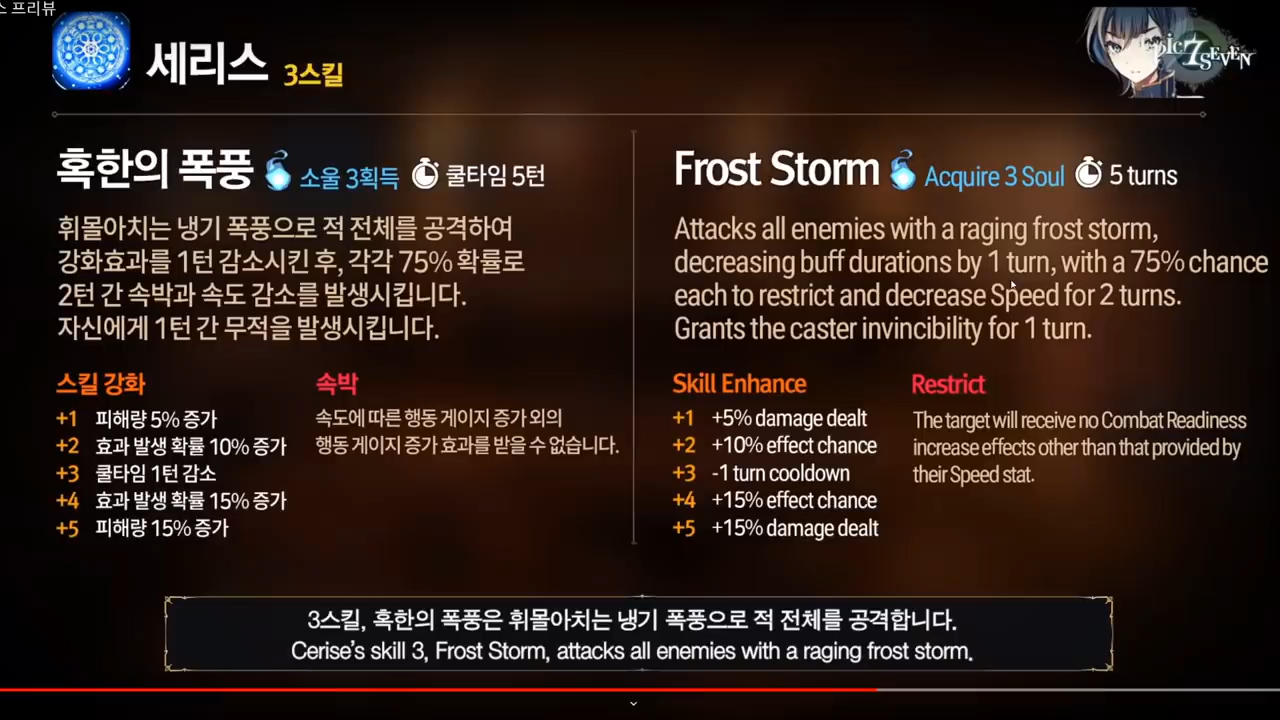 스 프리뷰
세리스 3스킬
Epic 7 SEVEN
혹한의 폭풍 소울 3획득 쿨타임 5턴
휘몰아치는 냉기 폭풍으로 적 전체를 공격하여
강화효과를 1턴 감소시킨 후, 각각 75% 확률로
2턴 간 속박과 속도 감소를 발생시킵니다.
자신에게 1턴 간 무적을 발생시킵니다.
스킬 강화
+1 피해량 5% 증가
+2 효과 발생 확률 10% 증가
+3 쿨타임 1턴 감소
+4 효과 발생 확률 15% 증가
+5 피해량 15% 증가
속박
속도에 따른 행동 게이지 증가 외의
행동 게이지 증가 효과를 받을 수 없습니다.
Frost Storm Acquire 3 Soul 5 turns
Attacks all enemies with a raging frost storm,
decreasing buff durations by 1 turn, with a 75% chance
each to restrict and decrease Speed for 2 turns.
Grants the caster invincibility for 1 turn.
Skill Enhance
+1 +5% damage dealt
+2 +10% effect chance
+3 -1 turn cooldown
+4 +15% effect chance
+5 +15% damage dealt
Restrict
The target will receive no Combat Readiness
increase effects other than that provided by
their Speed stat.
3스킬, 혹한의 폭풍은 휘몰아치는 냉기 폭풍으로 적 전체를 공격합니다.
Cerise's skill 3, Frost Storm, attacks all enemies with a raging frost storm.